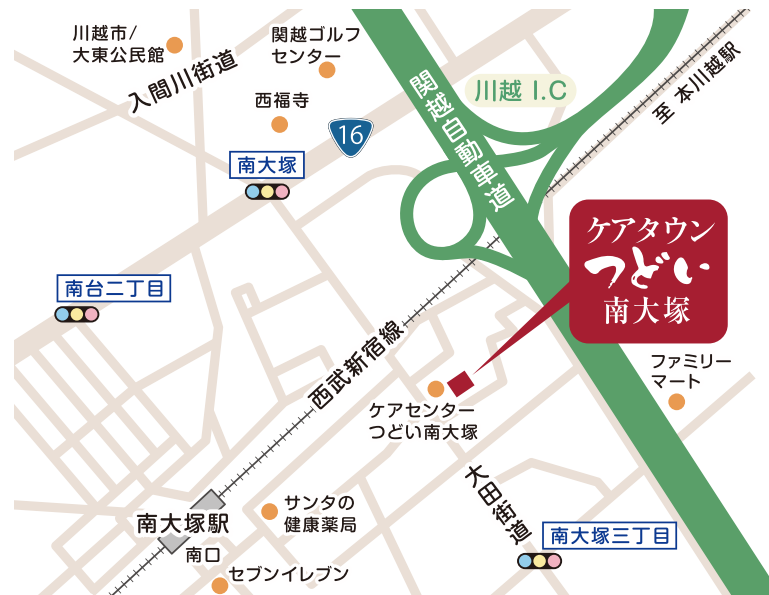 川越市/
大東公民館
入間川街道
関越ゴルフ
センター
西福寺
16
関越自動車道
川越 I.C
至 本川越駅
南大塚
南台二丁目
ケアタウン
つどい
南大塚
西武新宿線
ファミリー
マート
ケアセンター
つどい南大塚
大田街道
サンタの
健康薬局
南大塚駅
南口
南大塚三丁目
セブンイレブン